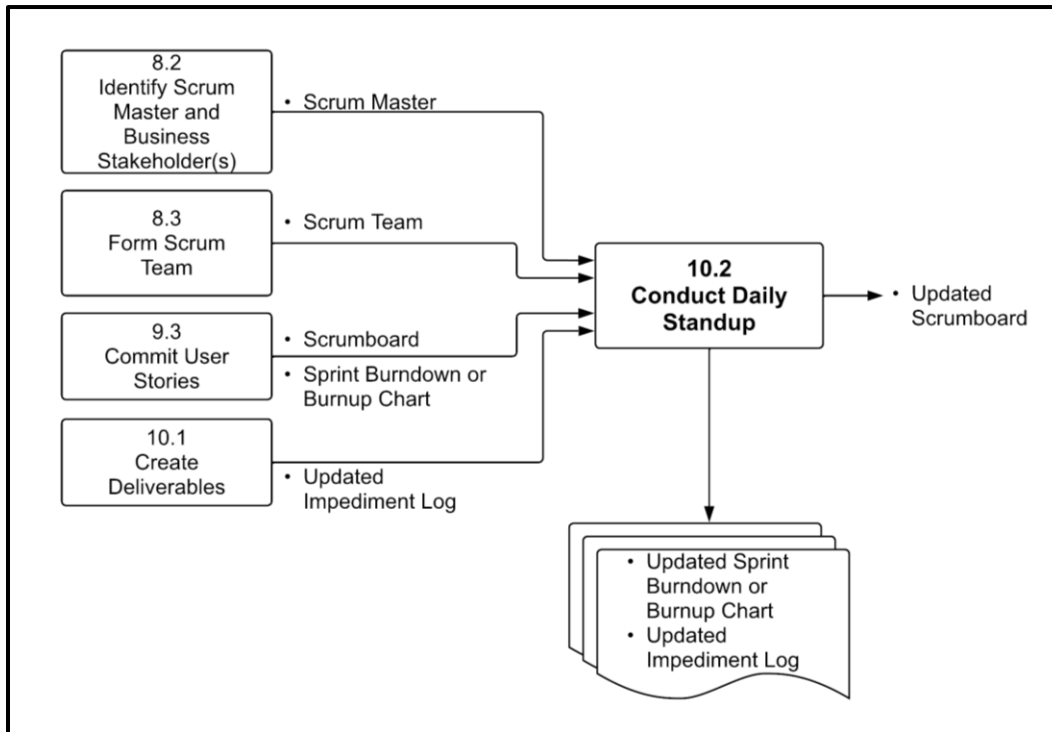 8.2
Identify Scrum
Master and
Business
Stakeholder(s)
• Scrum Master
8.3
Form Scrum
Team
• Scrum Team
9.3
Commit User
Stories
• Scrumboard
• Sprint Burndown or
Burnup Chart
10.1
Create
Deliverables
• Updated
Impediment Log
10.2
Conduct Daily
Standup
• Updated
Scrumboard
• Updated Sprint
Burndown or
Burnup Chart
• Updated
Impediment Log